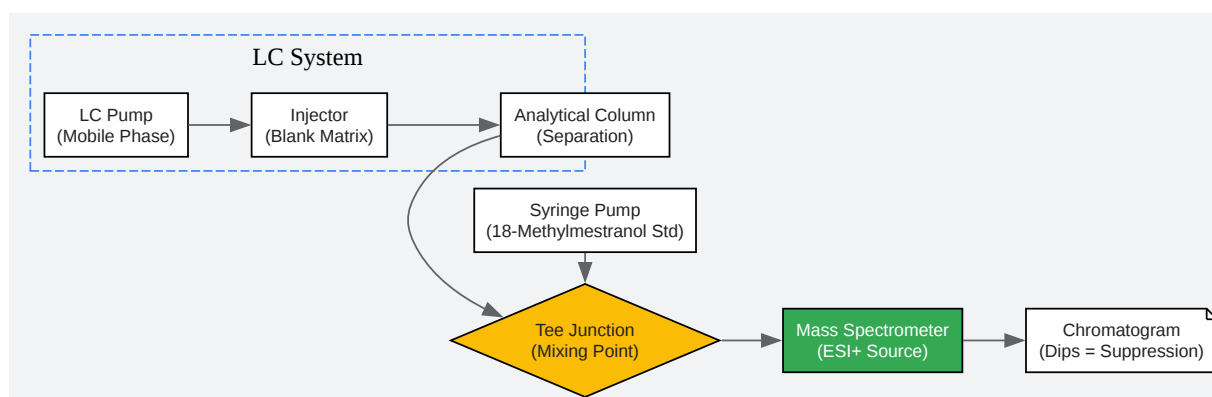 LC System
LC Pump
(Mobile Phase)
Injector
(Blank Matrix)
Analytical Column
(Separation)
Syringe Pump
(18-Methylmestranol Std)
Tee Junction
(Mixing Point)
Mass Spectrometer
(ESI+ Source)
Chromatogram
(Dips = Suppression)